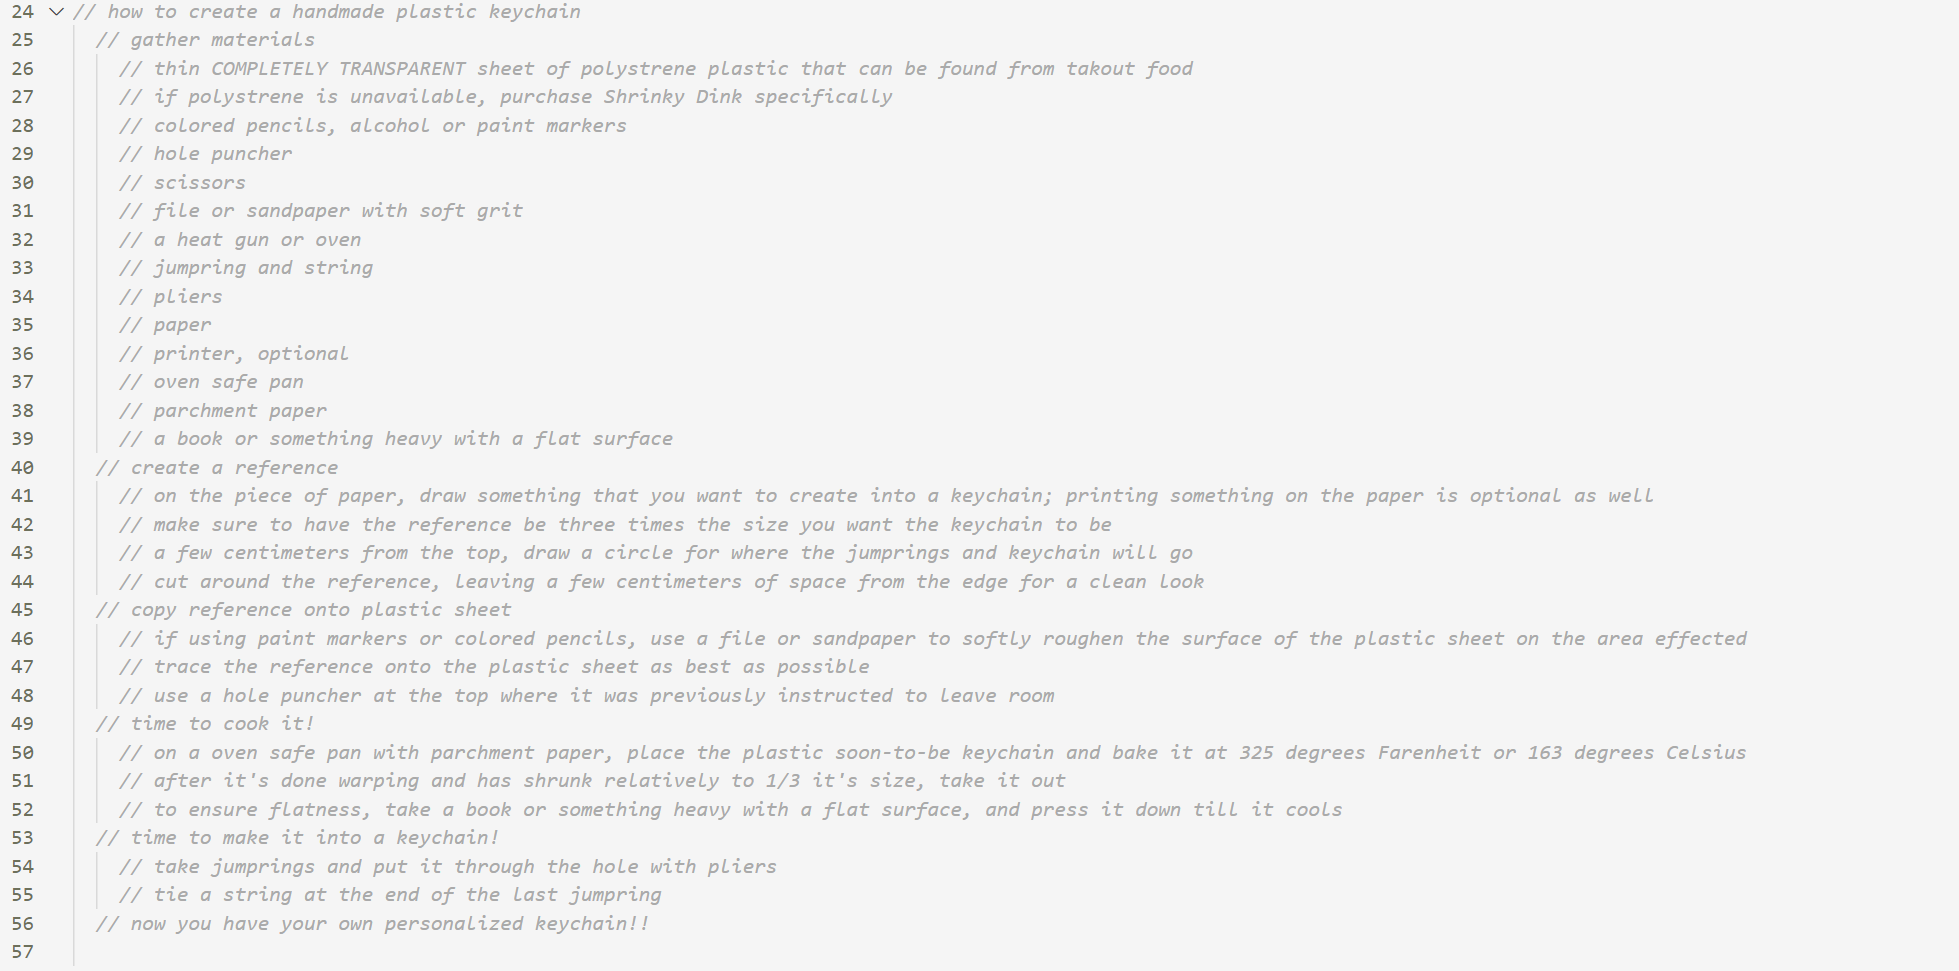 24 // how to create a handmade plastic keychain
25 // gather materials
26 // thin COMPLETELY TRANSPARENT sheet of polystrene plastic that can be found from takout food
27 // if polystrene is unavailable, purchase Shrinky Dink specifically
28 // colored pencils, alcohol or paint markers
29 // hole puncher
30 // scissors
31 // file or sandpaper with soft grit
32 // a heat gun or oven
33 // jumpring and string
34 // pliers
35 // paper
36 // printer, optional
37 // oven safe pan
38 // parchment paper
39 // a book or something heavy with a flat surface
40 // create a reference
41 // on the piece of paper, draw something that you want to create into a keychain; printing something on the paper is optional as well
42 // make sure to have the reference be three times the size you want the keychain to be
43 // a few centimeters from the top, draw a circle for where the jumprings and keychain will go
44 // cut around the reference, leaving a few centimeters of space from the edge for a clean look
45 // copy reference onto plastic sheet
46 // if using paint markers or colored pencils, use a file or sandpaper to softly roughen the surface of the plastic sheet on the area effected
47 // trace the reference onto the plastic sheet as best as possible
48 // use a hole puncher at the top where it was previously instructed to leave room
49 // time to cook it!
50 // on a oven safe pan with parchment paper, place the plastic soon-to-be keychain and bake it at 325 degrees Farenheit or 163 degrees Celsius
51 // after it's done warping and has shrunk relatively to 1/3 it's size, take it out
52 // to ensure flatness, take a book or something heavy with a flat surface, and press it down till it cools
53 // time to make it into a keychain!
54 // take jumprings and put it through the hole with pliers
55 // tie a string at the end of the last jumpring
56 // now you have your own personalized keychain!!
57